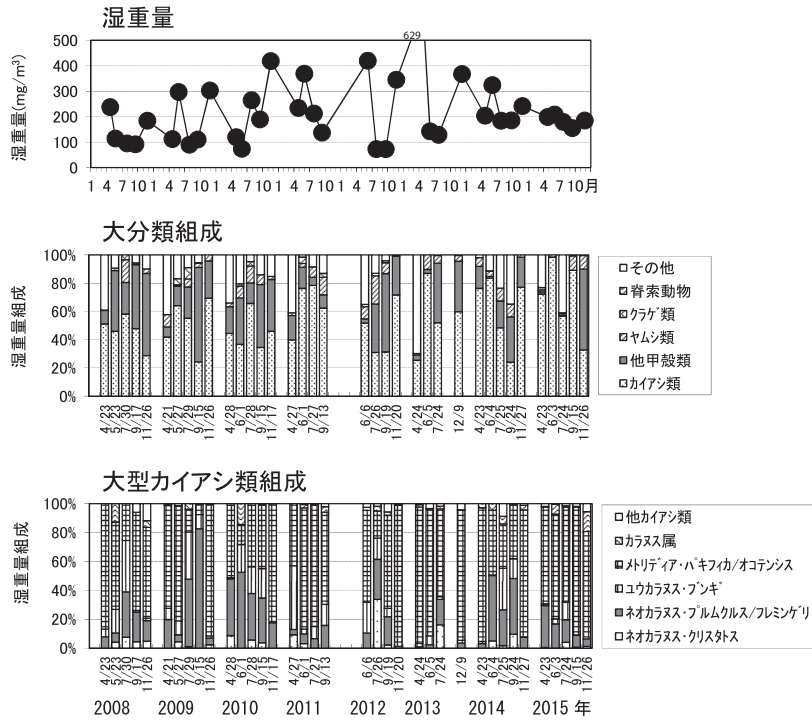 湿重量
湿重量(mg/m³)
500
400
300
200
100
0
629
1 4 7 10 1 4 7 10 1 4 7 10 1 4 7 10 1 4 7 10 1 4 7 10 1 4 7 10 1 4 7 10月
大分類組成
湿重量組成
100%
80%
60%
40%
20%
0%
その他
脊索動物
クラゲ類
ヤムシ類
他甲殻類
カイアシ類
4/23 5/23 7/30 9/17 11/26 4/21 5/27 7/29 9/15 11/26 4/28 6/1 7/28 9/15 11/17 4/27 6/1 7/27 9/13 6/6 7/26 9/19 11/20 4/24 6/5 7/24 12/9 4/23 6/4 7/25 9/24 11/27 4/23 6/3 7/24 9/15 11/26
大型カイアシ類組成
湿重量組成
100%
80%
60%
40%
20%
0%
他カイアシ類
カラヌス属
メトリディア・パキフィカ/オコテンシス
ユウカラヌス・ブンギ
ネオカラヌス・プルムクルス/フレミンゲリ
ネオカラヌス・クリスタトス
4/23 5/23 7/30 9/17 11/26 4/21 5/27 7/29 9/15 11/26 4/28 6/1 7/28 9/15 11/17 4/27 6/1 7/27 9/13 6/6 7/26 9/19 11/20 4/24 6/5 7/24 12/9 4/23 6/4 7/25 9/24 11/27 4/23 6/3 7/24 9/15 11/26
2008 2009 2010 2011 2012 2013 2014 2015 年